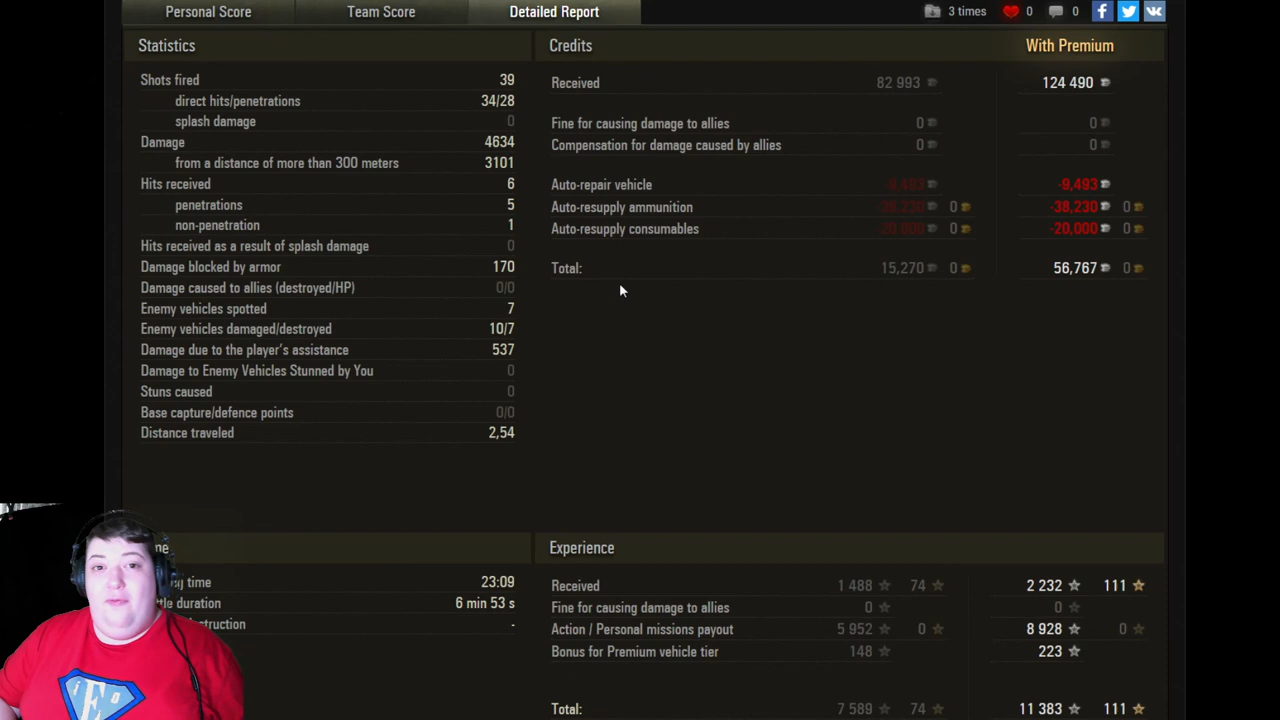 Personal Score Team Score Detailed Report 3 times 0 0
Statistics
Shots fired 39
direct hits/penetrations 34/28
splash damage 0
Damage 4634
from a distance of more than 300 meters 3101
Hits received 6
penetrations 5
non-penetration 1
Hits received as a result of splash damage 0
Damage blocked by armor 170
Damage caused to allies (destroyed/HP) 0/0
Enemy vehicles spotted 7
Enemy vehicles damaged/destroyed 10/7
Damage due to the player's assistance 537
Damage to Enemy Vehicles Stunned by You 0
Stuns caused 0
Base capture/defence points 0/0
Distance traveled 2,54
Credits With Premium
Received 82 993 124 490
Fine for causing damage to allies 0 0
Compensation for damage caused by allies 0 0
Auto-repair vehicle -9,493 -9,493
Auto-resupply ammunition -38,230 0 -38,230 0
Auto-resupply consumables -20,000 0 -20,000 0
Total: 15,270 0 56,767 0
time 23:09
duration 6 min 53 s
-
Experience
Received 1 488 74 2 232 111
Fine for causing damage to allies 0 0
Action / Personal missions payout 5 952 0 8 928 0
Bonus for Premium vehicle tier 148 223
Total: 7 589 74 11 383 111